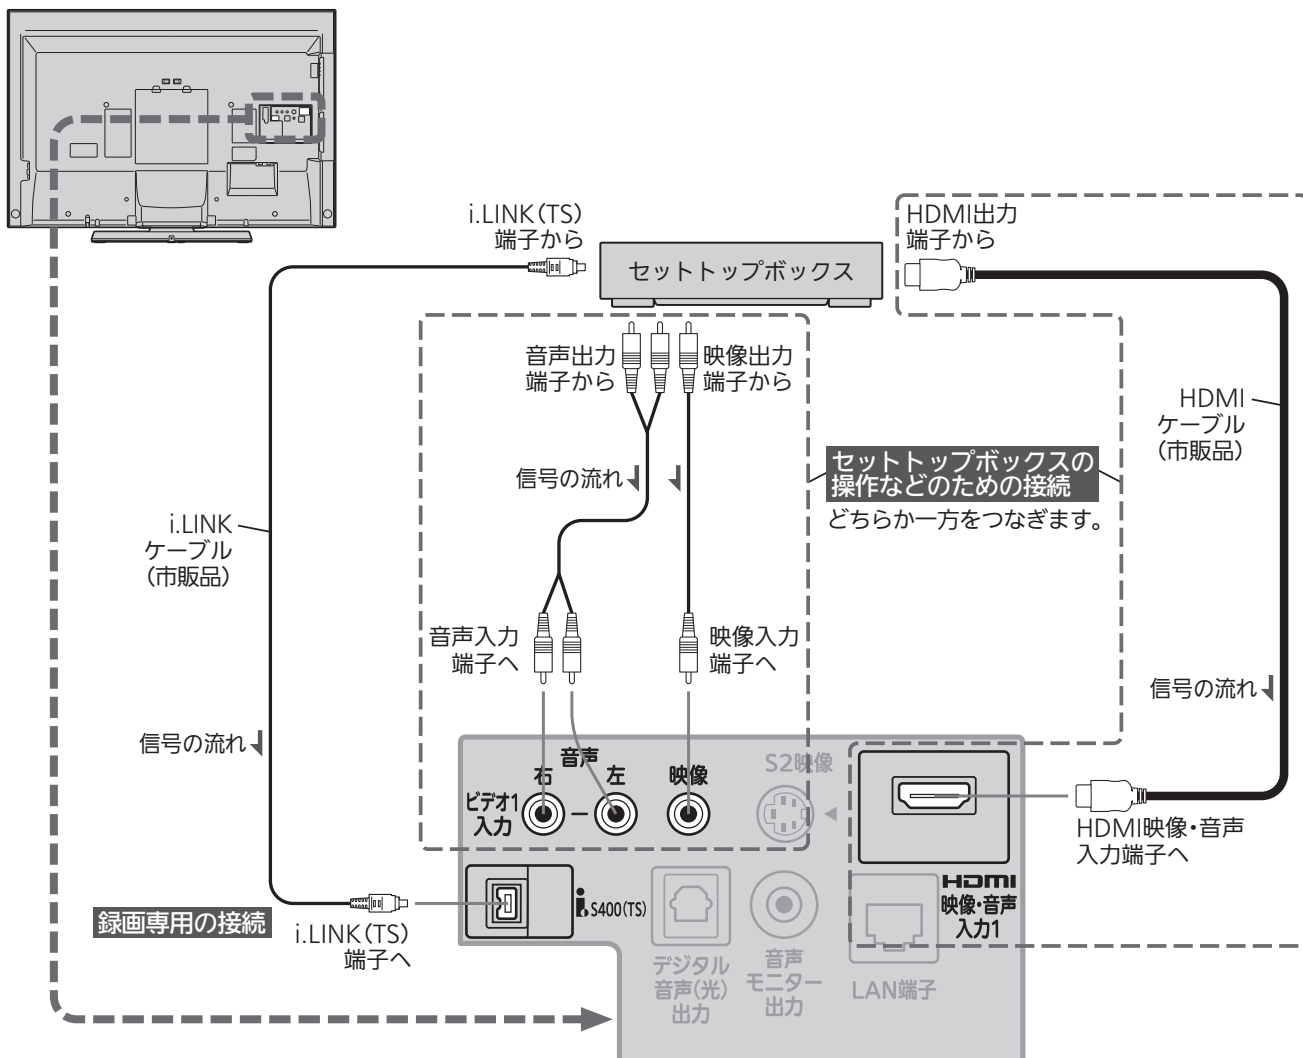 i.LINK(TS)
端子から
HDMI出力
端子から
セットトップボックス
音声出力
端子から
映像出力
端子から
HDMI
ケーブル
(市販品)
セットトップボックスの
操作などのための接続
どちらか一方をつなぎます。
信号の流れ
i.LINK
ケーブル
(市販品)
音声入力
端子へ
映像入力
端子へ
信号の流れ
信号の流れ
音声
右
左
映像
S2映像
ビデオ1
入力
HDMI映像・音声
入力端子へ
HDMI
映像・音声
入力1
i.S400(TS)
録画専用の接続
i.LINK(TS)
端子へ
デジタル
音声(光)
出力
音声
モニター
出力
LAN端子